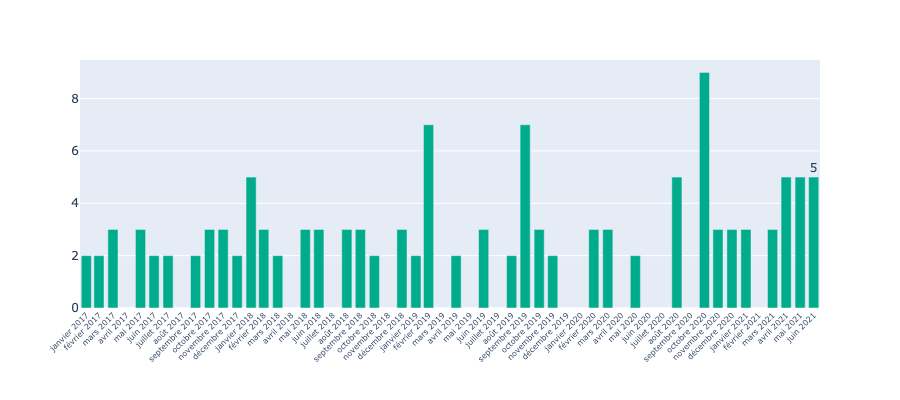 8
6
4
2
0
5
janvier 2017
février 2017
mars 2017
avril 2017
mai 2017
juin 2017
juillet 2017
août 2017
septembre 2017
octobre 2017
novembre 2017
décembre 2017
janvier 2018
février 2018
mars 2018
avril 2018
mai 2018
juin 2018
juillet 2018
août 2018
septembre 2018
octobre 2018
novembre 2018
décembre 2018
janvier 2019
février 2019
mars 2019
avril 2019
mai 2019
juin 2019
juillet 2019
août 2019
septembre 2019
octobre 2019
novembre 2019
décembre 2019
janvier 2020
février 2020
mars 2020
avril 2020
mai 2020
juin 2020
juillet 2020
août 2020
septembre 2020
octobre 2020
novembre 2020
décembre 2020
janvier 2021
février 2021
mars 2021
avril 2021
mai 2021
juin 2021